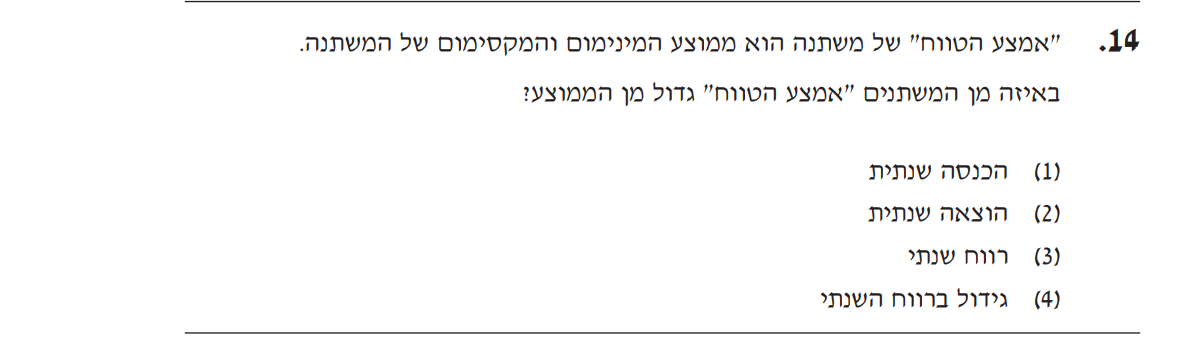 14. "אמצע הטווח" של משתנה הוא ממוצע המינימום והמקסימום של המשתנה.
באיזה מן המשתנים "אמצע הטווח" גדול מן הממוצע?
(1) הכנסה שנתית
(2) הוצאה שנתית
(3) רווח שנתי
(4) גידול ברווח השנתי